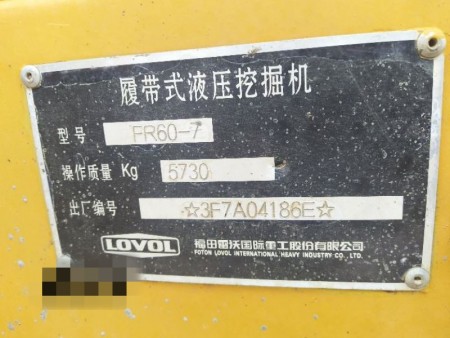 履带式液压挖掘机
型号 FR60-7
操作质量 Kg 5730
出厂编号 ☆3F7A04186E☆
LOVOL 福田雷沃国际重工股份有限公司
FOTON LOVOL INTERNATIONAL HEAVY INDUSTRY CO., LTD.